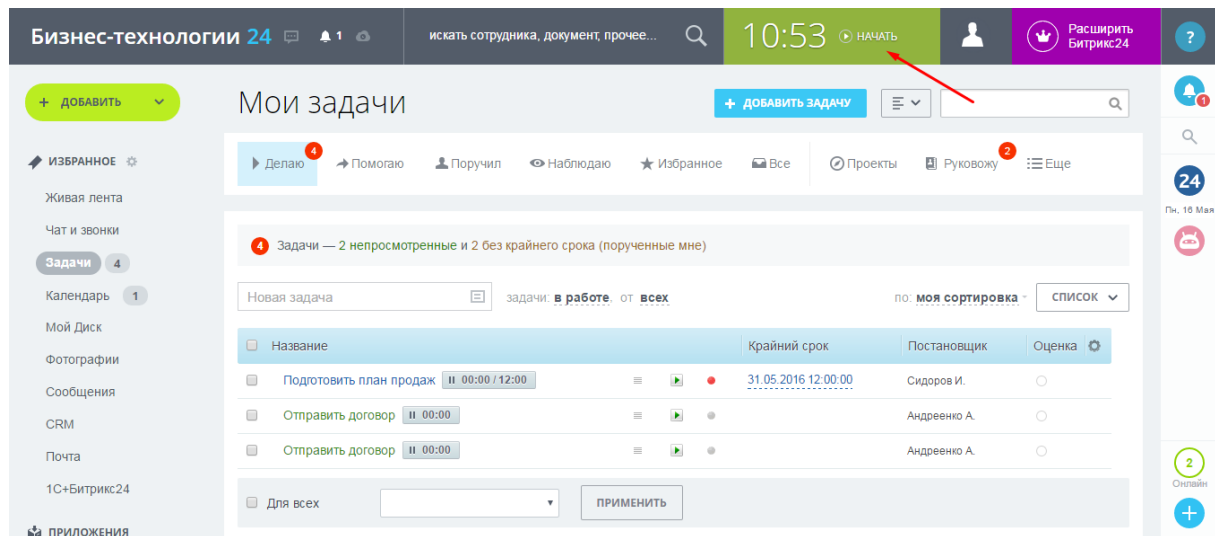 Бизнес-технологии 24 1 искать сотрудника, документ, прочее... 10:53 НАЧАТЬ Расширить Битрикс24 ?
+ ДОБАВИТЬ
Мои задачи
+ ДОБАВИТЬ ЗАДАЧУ
1
ИЗБРАННОЕ
Живая лента
Чат и звонки
Задачи 4
Календарь 1
Мой Диск
Фотографии
Сообщения
CRM
Почта
1С+Битрикс24
ПРИЛОЖЕНИЯ
Делаю 4 Помогаю Поручил Наблюдаю Избранное Все Проекты Руковожу 2 Еще
4 Задачи — 2 непросмотренные и 2 без крайнего срока (порученные мне)
Новая задача задачи: в работе. от всех по: моя сортировка СПИСОК
Название Крайний срок Постановщик Оценка
Подготовить план продаж 00:00 / 12:00 31.05.2016 12:00:00 Сидоров И.
Отправить договор 00:00 Андреенко А.
Отправить договор 00:00 Андреенко А.
Для всех ПРИМЕНИТЬ
24
Пн, 16 Мая
2
Онлайн
+